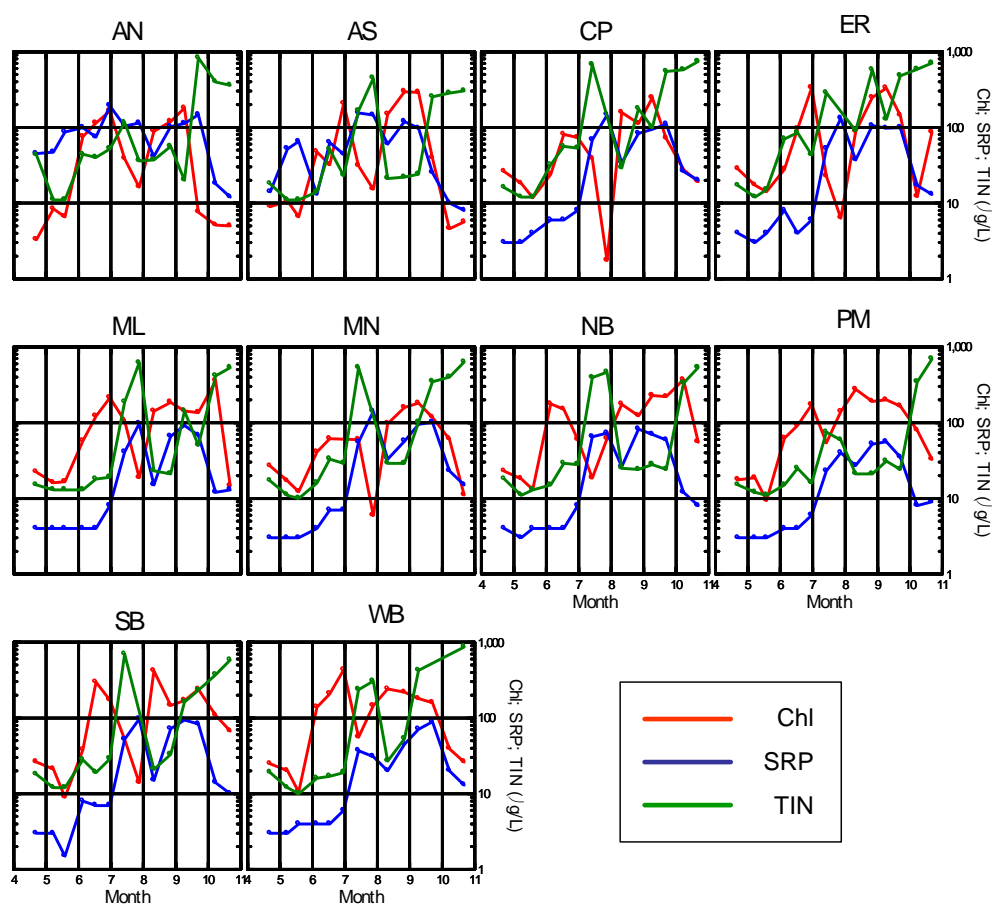 AN AS CP ER
1,000
100
10
1
Chl; SRP; TIN (/g/L)
ML MN NB PM
1,000
100
10
1
Chl; SRP; TIN (/g/L)
4 5 6 7 8 9 10 11
Month
4 5 6 7 8 9 10 11
Month
SB WB
1,000
100
10
1
Chl; SRP; TIN (/g/L)
4 5 6 7 8 9 10 11
Month
4 5 6 7 8 9 10 11
Month
Chl
SRP
TIN